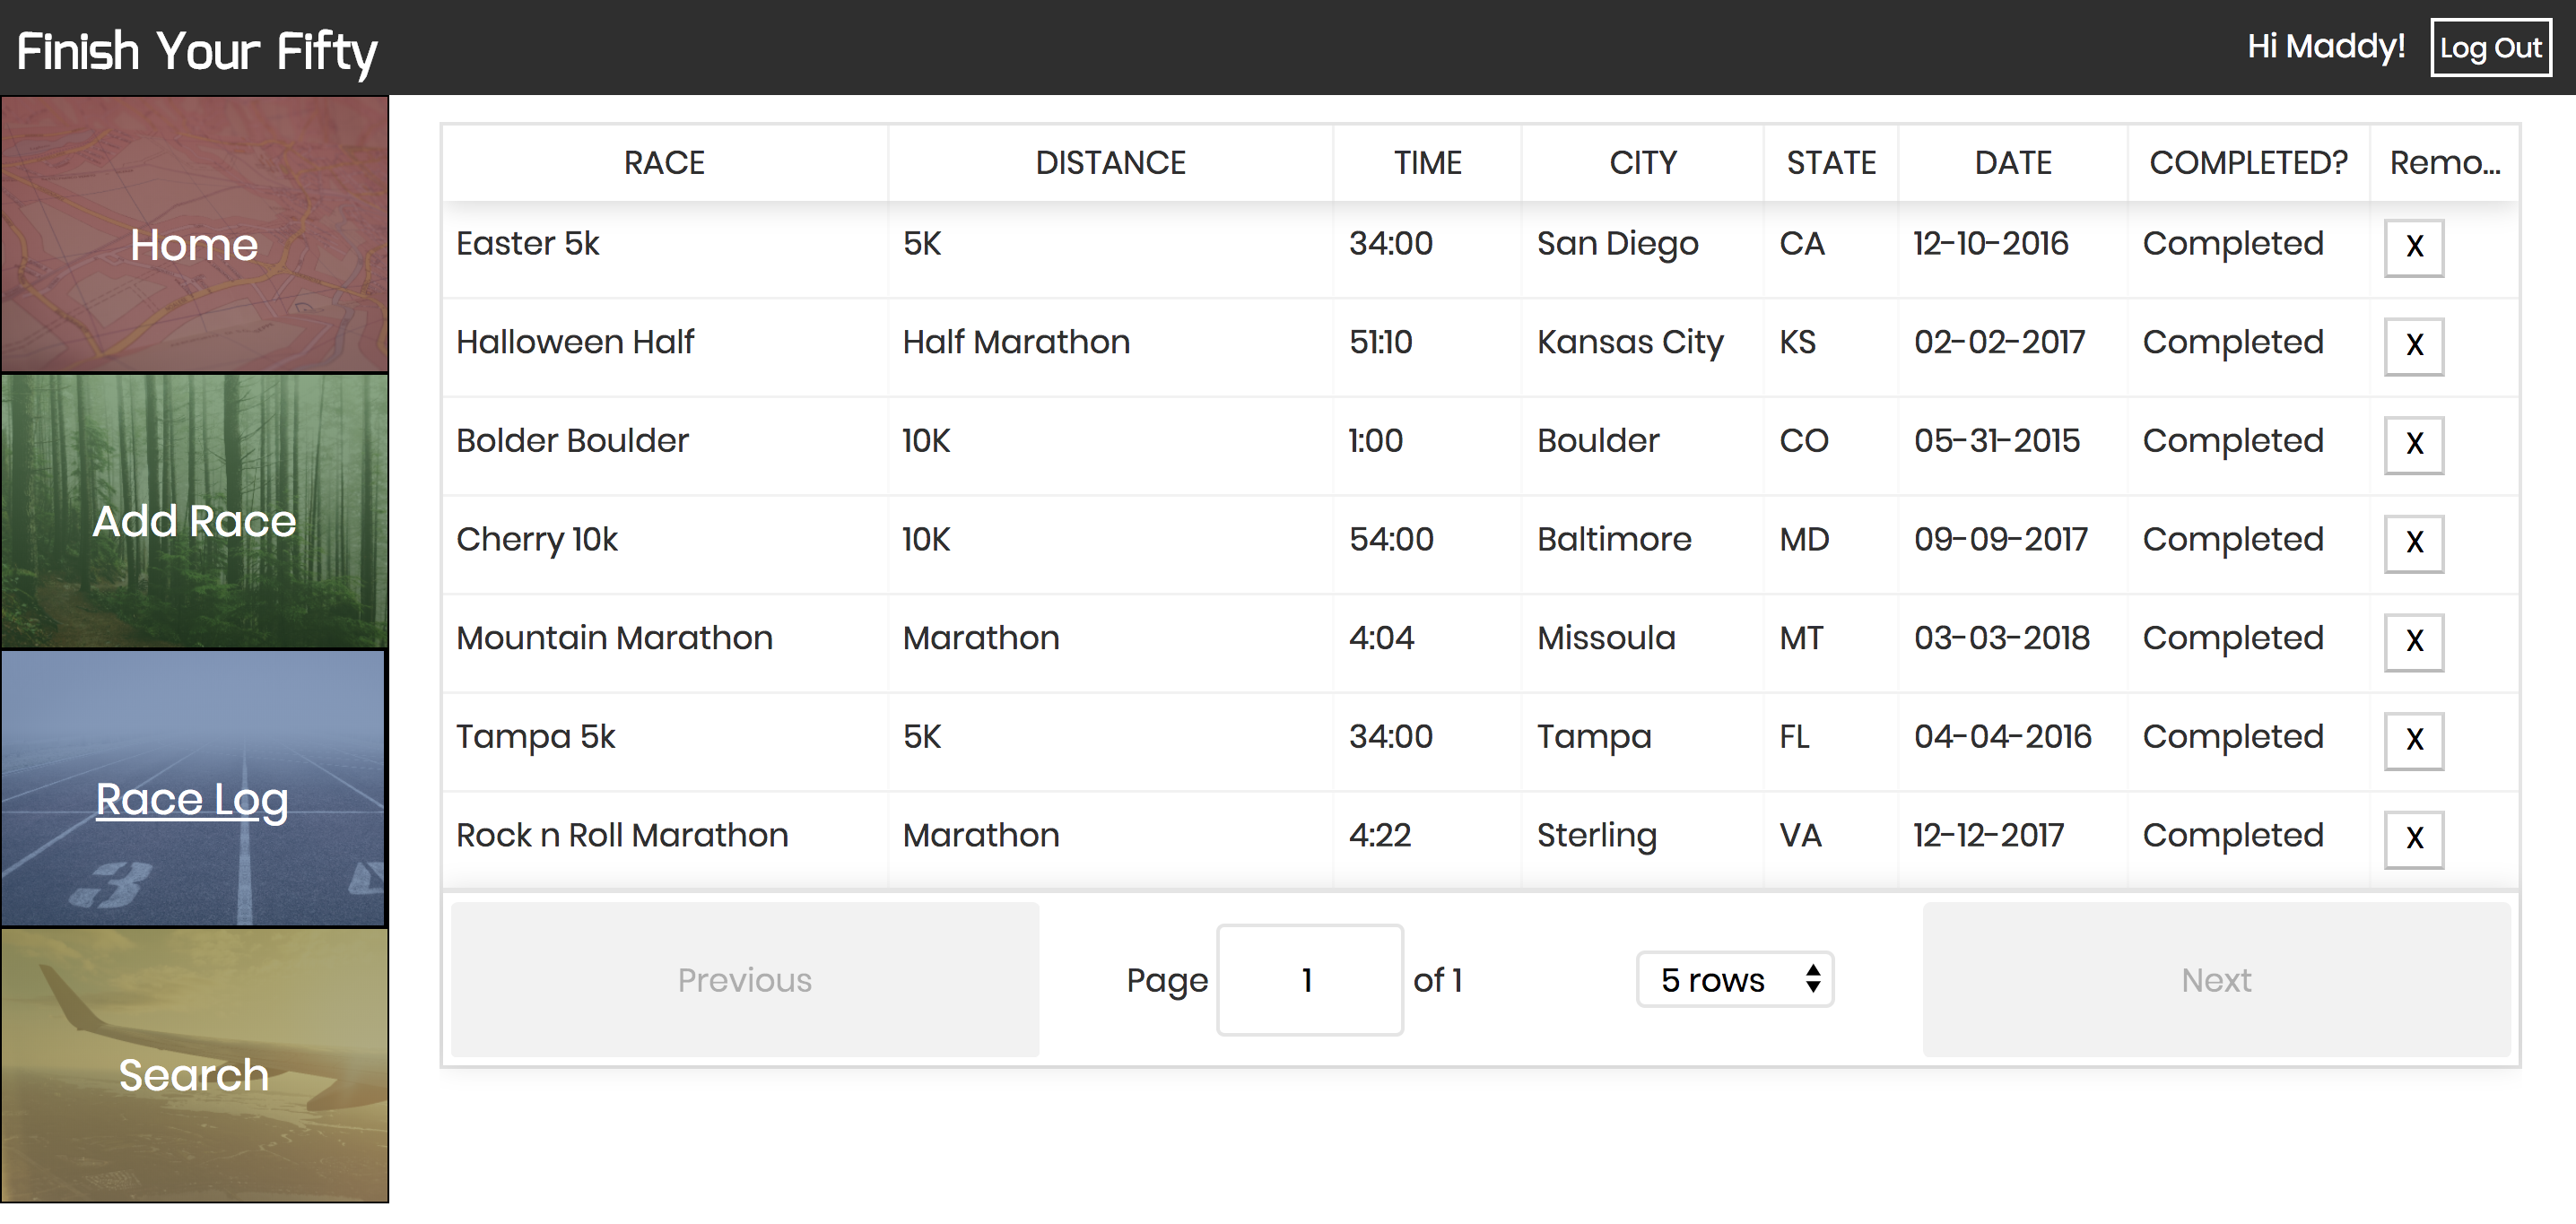 Finish Your Fifty
Hi Maddy! Log Out
Home
Add Race
Race Log
Search
RACE DISTANCE TIME CITY STATE DATE COMPLETED? Remo...
Easter 5k 5K 34:00 San Diego CA 12-10-2016 Completed X
Halloween Half Half Marathon 51:10 Kansas City KS 02-02-2017 Completed X
Bolder Boulder 10K 1:00 Boulder CO 05-31-2015 Completed X
Cherry 10k 10K 54:00 Baltimore MD 09-09-2017 Completed X
Mountain Marathon Marathon 4:04 Missoula MT 03-03-2018 Completed X
Tampa 5k 5K 34:00 Tampa FL 04-04-2016 Completed X
Rock n Roll Marathon Marathon 4:22 Sterling VA 12-12-2017 Completed X
Previous Page 1 of 1 5 rows Next
3